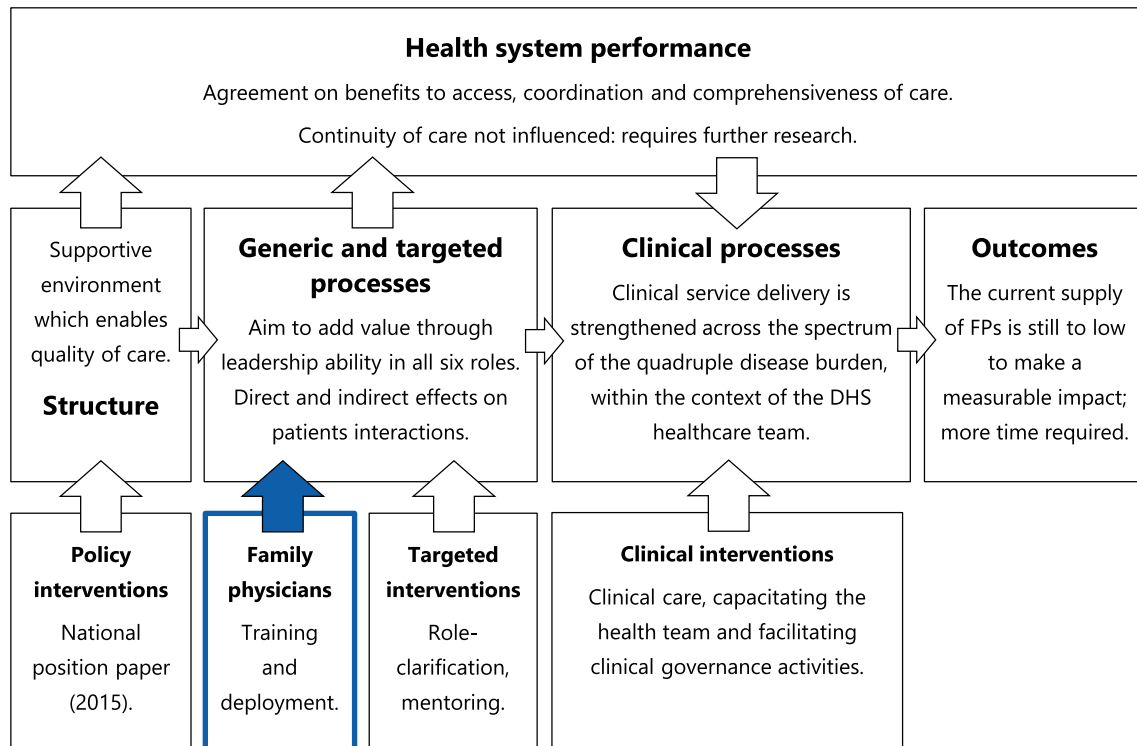 Health system performance
Agreement on benefits to access, coordination and comprehensiveness of care.
Continuity of care not influenced: requires further research.
Supportive
environment
which enables
quality of care.
Structure
Generic and targeted
processes
Aim to add value through
leadership ability in all six roles.
Direct and indirect effects on
patients interactions.
Clinical processes
Clinical service delivery is
strengthened across the spectrum
of the quadruple disease burden,
within the context of the DHS
healthcare team.
Outcomes
The current supply
of FPs is still to low
to make a
measurable impact;
more time required.
Policy
interventions
National
position paper
(2015).
Family
physicians
Training
and
deployment.
Targeted
interventions
Role-
clarification,
mentoring.
Clinical interventions
Clinical care, capacitating the
health team and facilitating
clinical governance activities.